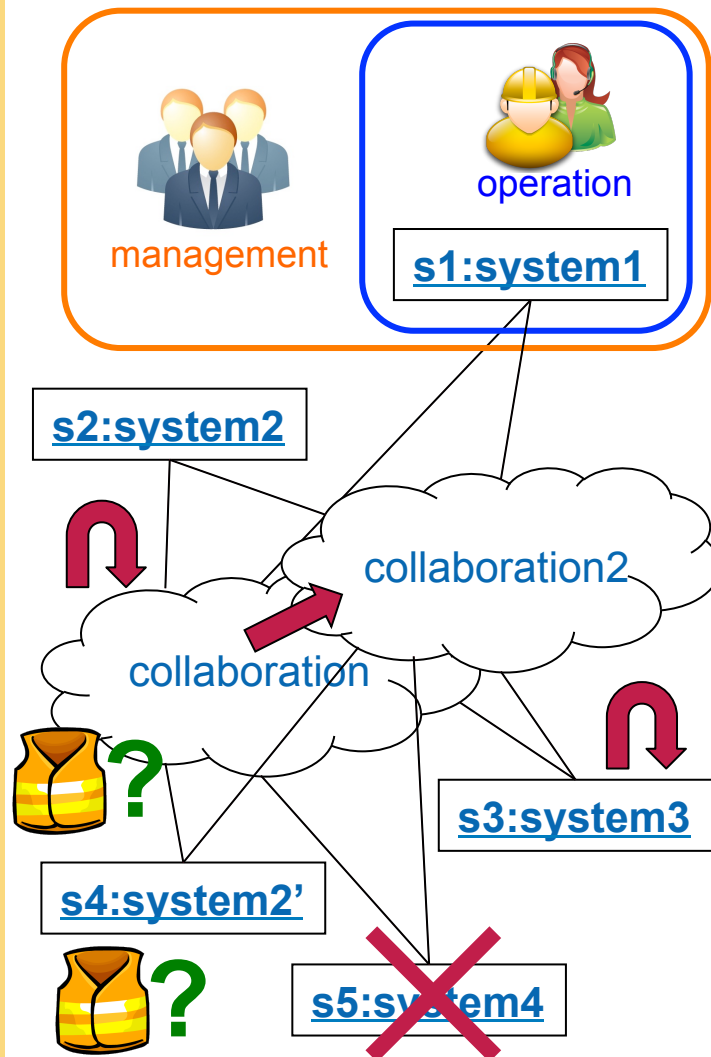 operation
management
s1:system1
s2:system2
collaboration2
collaboration
?
s3:system3
s4:system2’
?
s5:system4